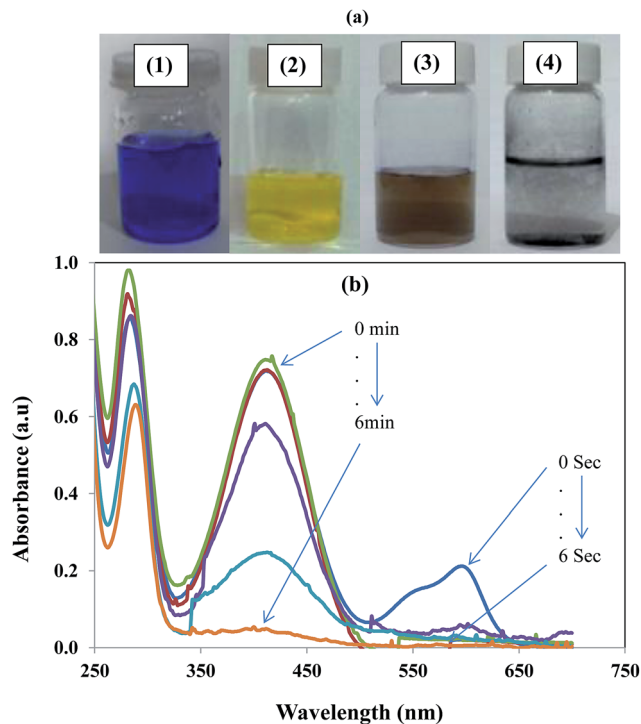 (a)
(1) (2) (3) (4)
(b)
1.0
0.8
0.6
0.4
0.2
0.0
Absorbance (a.u)
0 min
.
.
.
6min
0 Sec
.
.
.
6 Sec
250 350 450 550 650 750
Wavelength (nm)